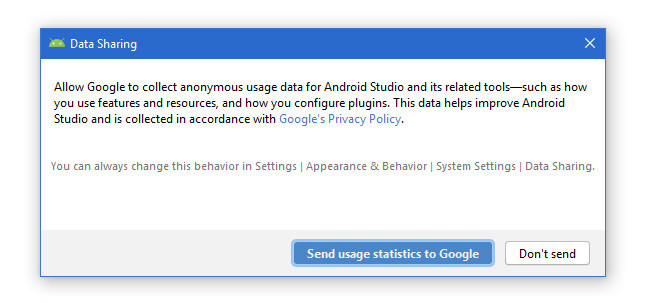 Data Sharing
Allow Google to collect anonymous usage data for Android Studio and its related tools—such as how
you use features and resources, and how you configure plugins. This data helps improve Android
Studio and is collected in accordance with Google's Privacy Policy.
You can always change this behavior in Settings | Appearance & Behavior | System Settings | Data Sharing.
Send usage statistics to Google
Don't send